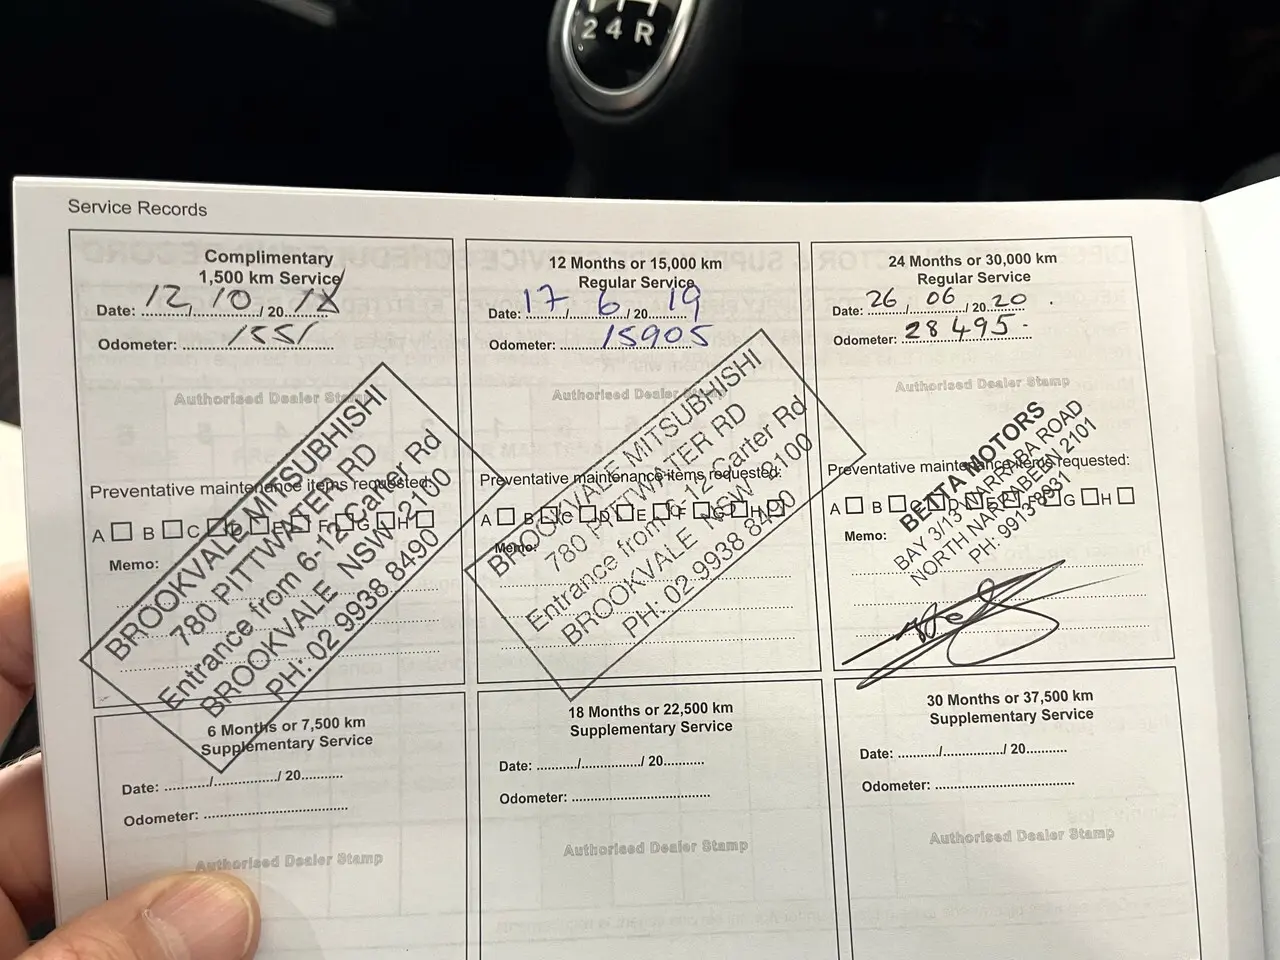 2 4 R
Service Records
Complimentary
1,500 km Service
Date: 12/10/2018
Odometer: 1551
Authorised Dealer Stamp
BROOKVALE MITSUBHISHI
780 PITTWATER RD
Entrance from 6-12 Carter Rd
BROOKVALE NSW 2100
PH: 02 9938 8490
Preventative maintenance items requested:
A B C D E F G H
Memo:
12 Months or 15,000 km
Regular Service
Date: 17/6/2019
Odometer: 15905
Authorised Dealer Stamp
BROOKVALE MITSUBHISHI
780 PITTWATER RD
Entrance from 6-12 Carter Rd
BROOKVALE NSW 2100
PH: 02 9938 8490
Preventative maintenance items requested:
A B C D E F G H
Memo:
24 Months or 30,000 km
Regular Service
Date: 26/06/2020
Odometer: 28495
Authorised Dealer Stamp
BETTA MOTORS
NORTH NARRABEEN 2101
Preventative maintenance items requested:
A B C D E F G H
Memo:
6 Months or 7,500 km
Supplementary Service
Date: ........./............../ 20..........
Odometer:
Authorised Dealer Stamp
18 Months or 22,500 km
Supplementary Service
Date: ........./............../ 20..........
Odometer:
Authorised Dealer Stamp
30 Months or 37,500 km
Supplementary Service
Date: ........./............../ 20..........
Odometer:
Authorised Dealer Stamp